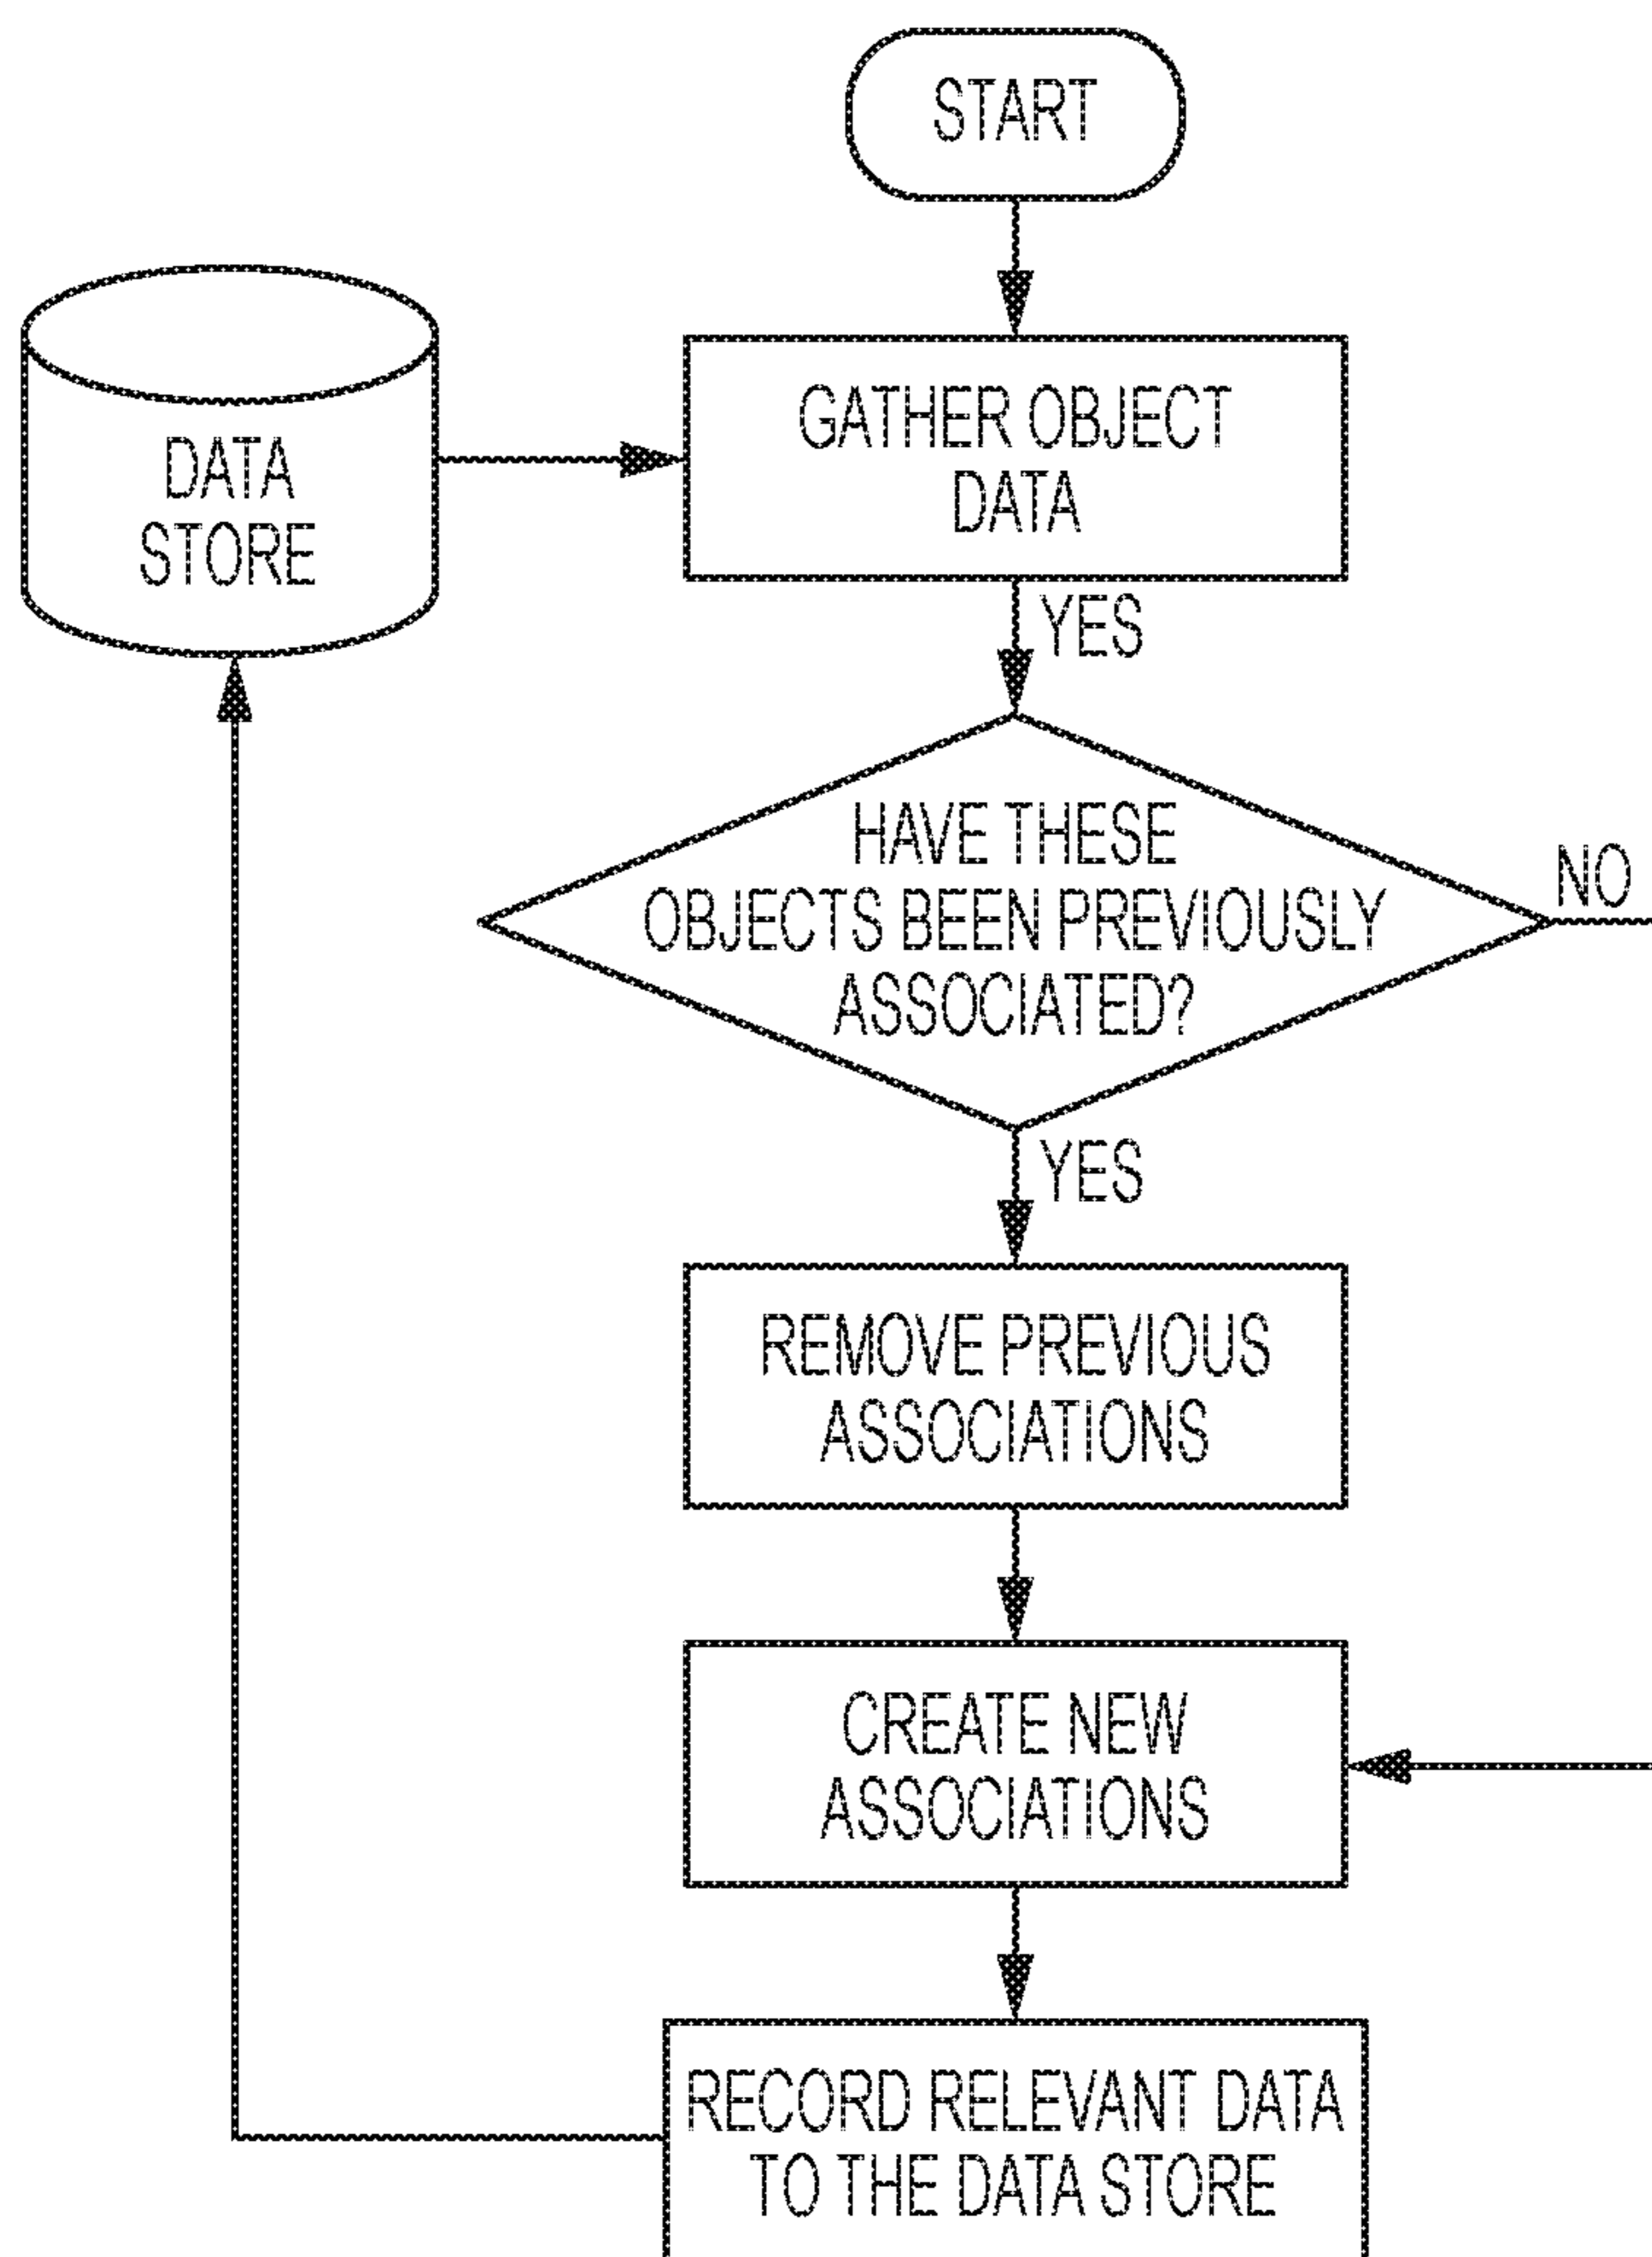 START
DATA
STORE
GATHER OBJECT
DATA
YES
HAVE THESE
OBJECTS BEEN PREVIOUSLY
ASSOCIATED?
NO
YES
REMOVE PREVIOUS
ASSOCIATIONS
CREATE NEW
ASSOCIATIONS
RECORD RELEVANT DATA
TO THE DATA STORE